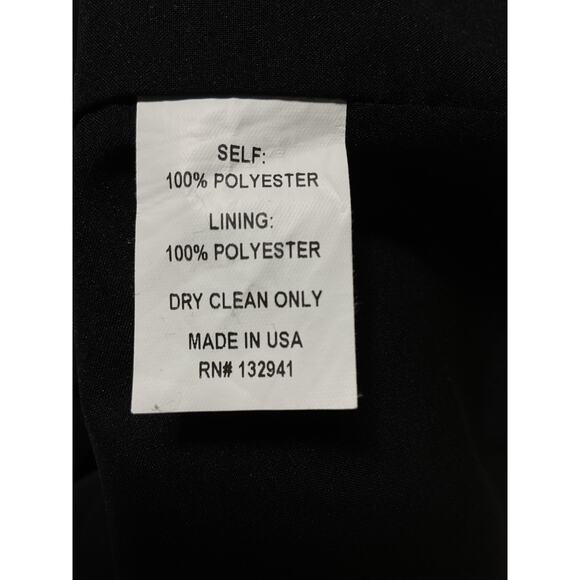 SELF:
100% POLYESTER
LINING:
100% POLYESTER
DRY CLEAN ONLY
MADE IN USA
RN# 132941